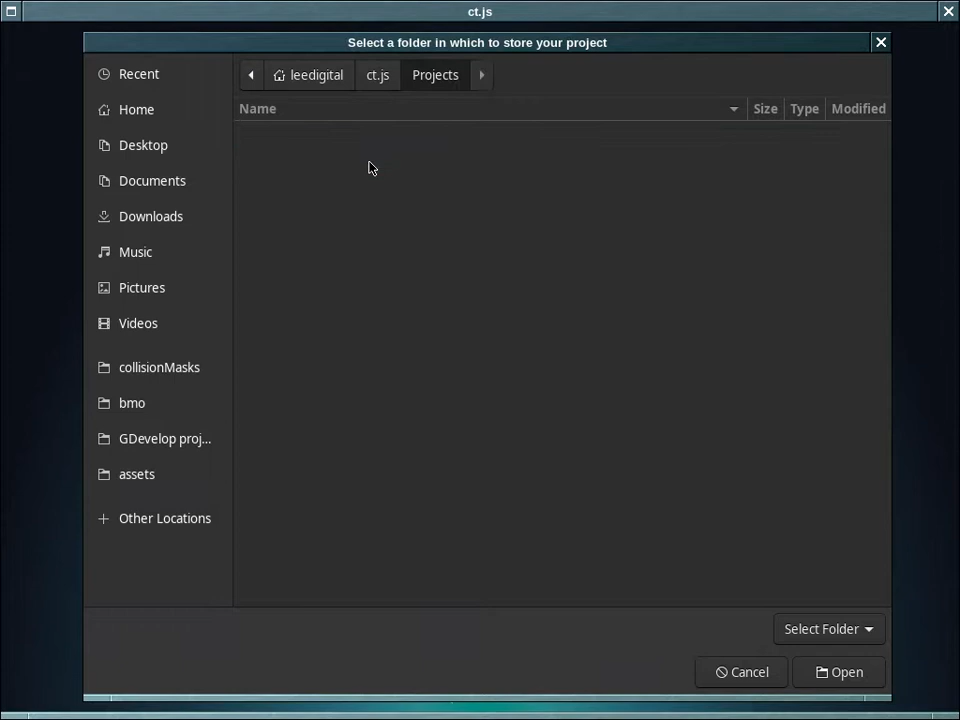 ct.js
Select a folder in which to store your project
Recent
Home
Desktop
Documents
Downloads
Music
Pictures
Videos
collisionMasks
bmo
GDevelop proj...
assets
Other Locations
leedigital
ct.js
Projects
Name
Size
Type
Modified
Select Folder
Cancel
Open